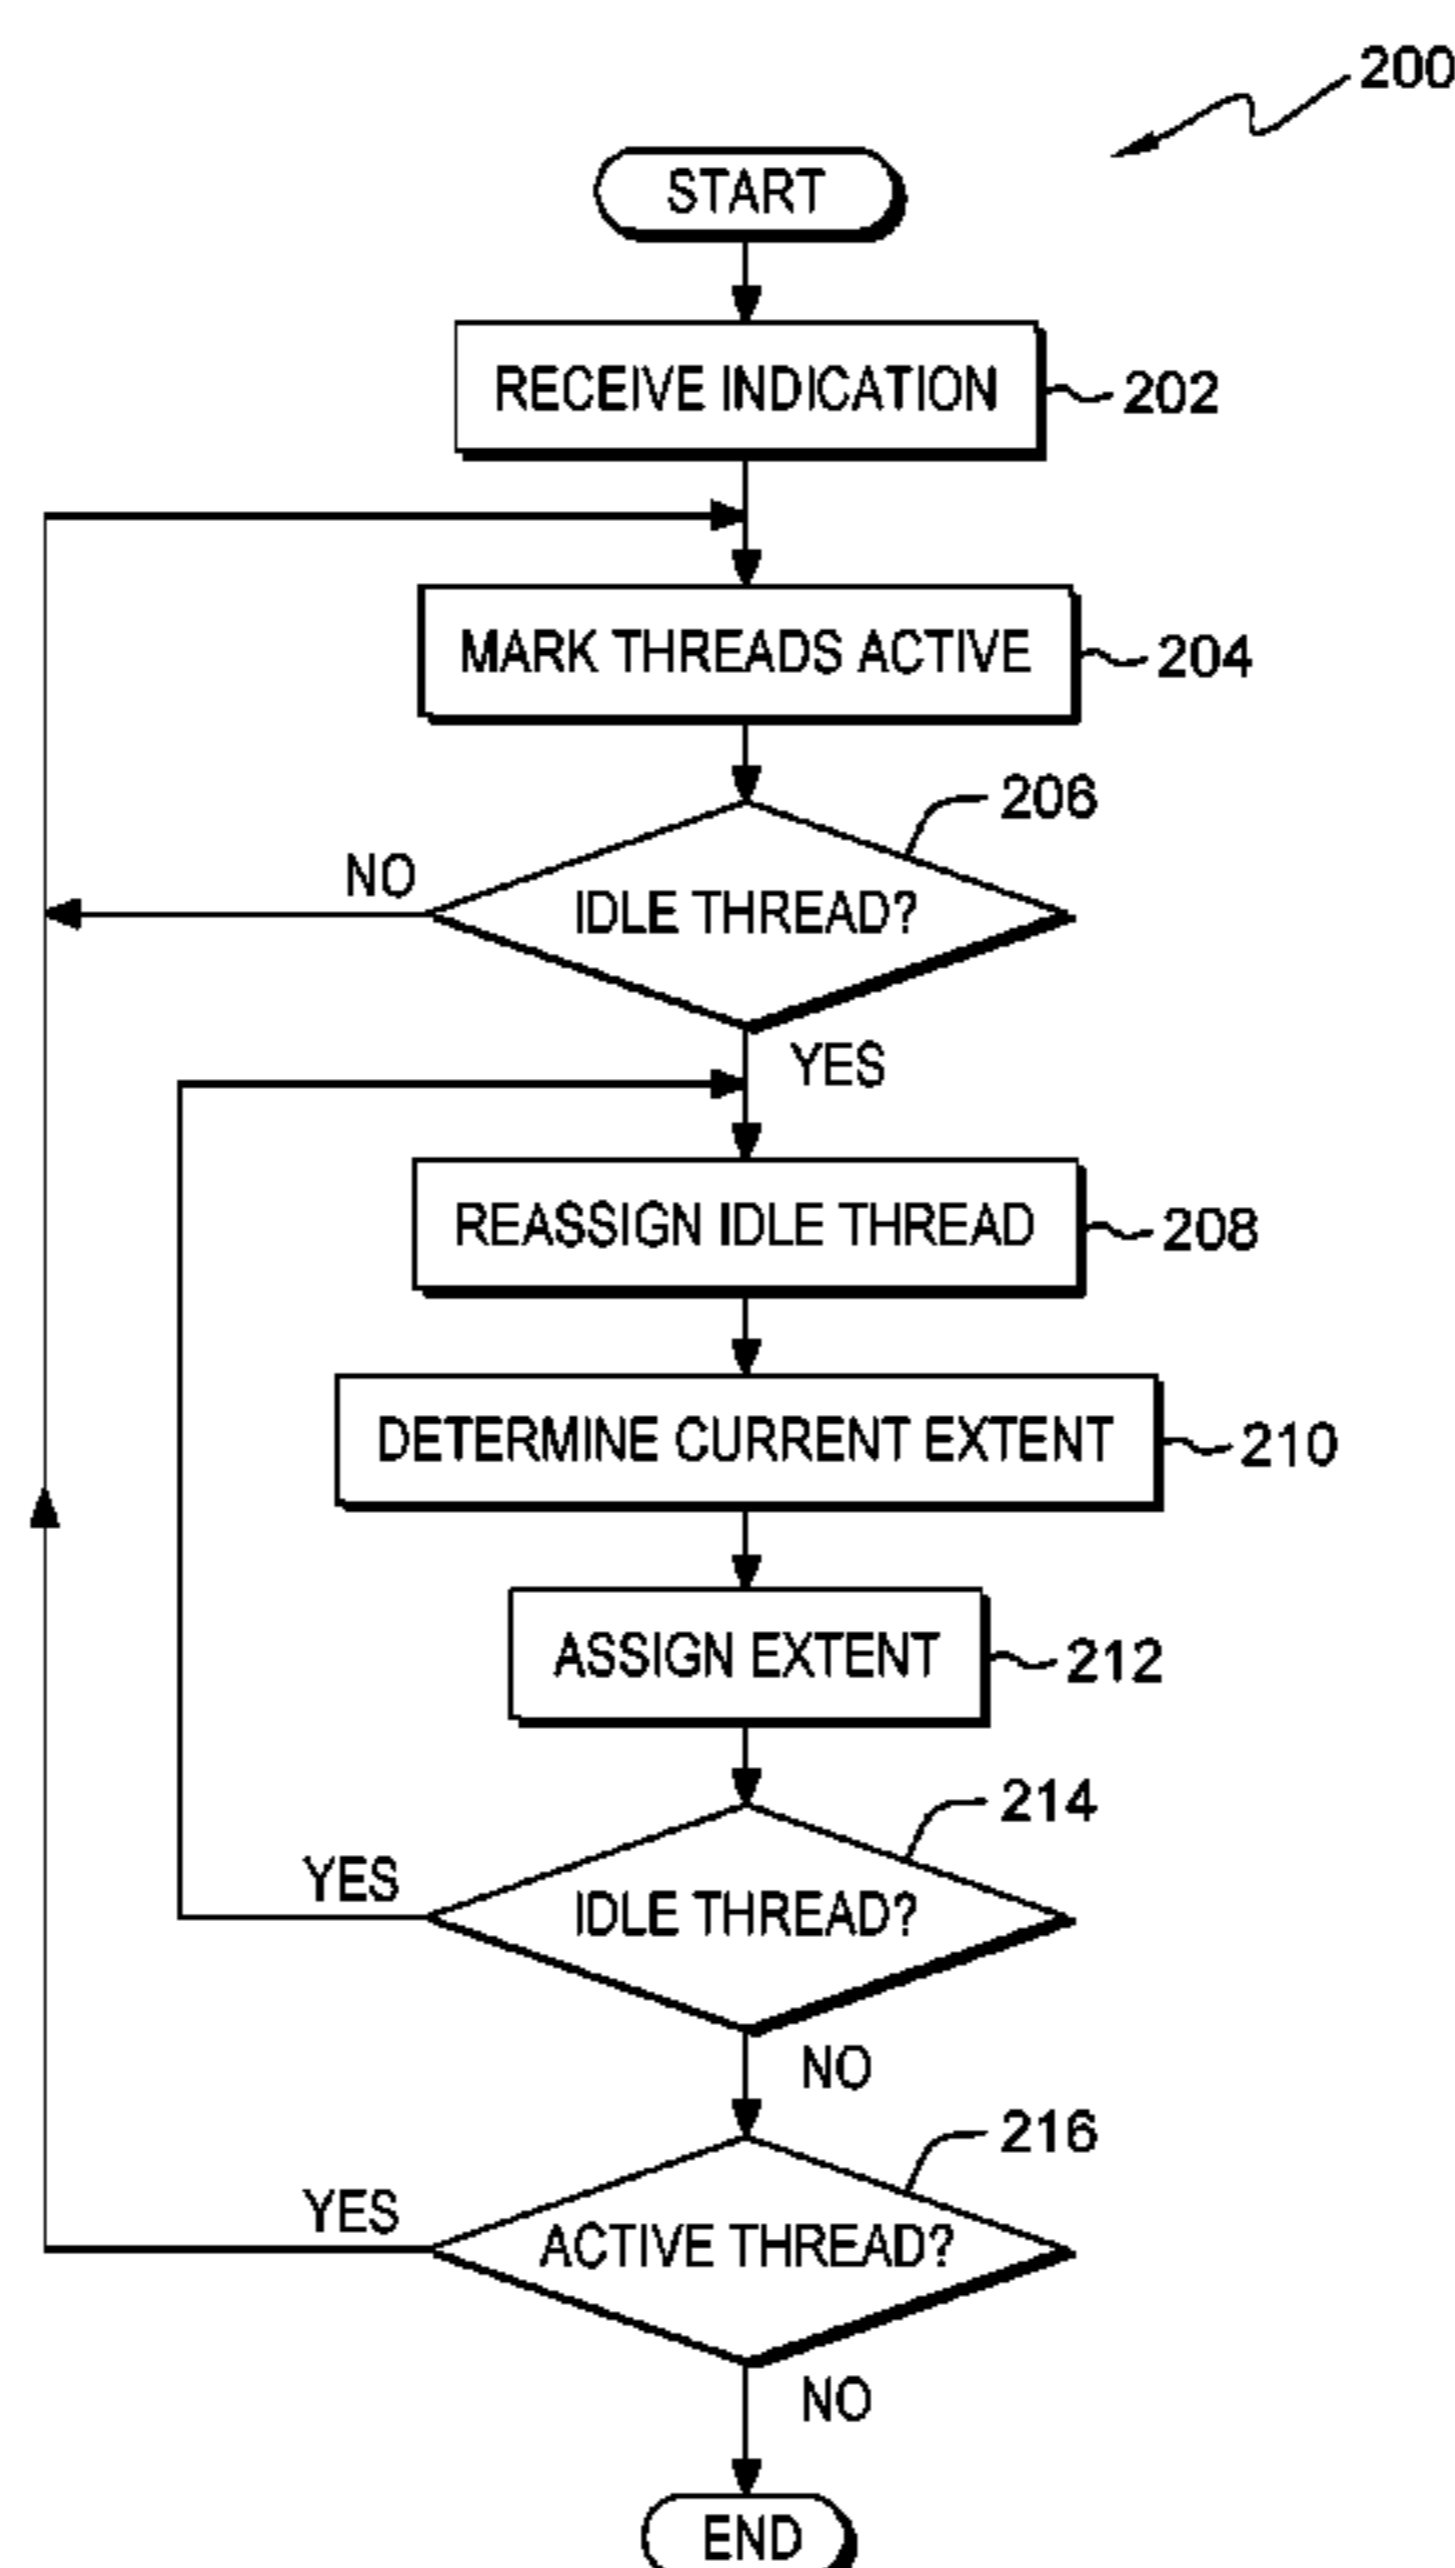 200
START
RECEIVE INDICATION
202
MARK THREADS ACTIVE
204
206
NO
IDLE THREAD?
YES
REASSIGN IDLE THREAD
208
DETERMINE CURRENT EXTENT
210
ASSIGN EXTENT
212
214
YES
IDLE THREAD?
NO
216
YES
ACTIVE THREAD?
NO
END